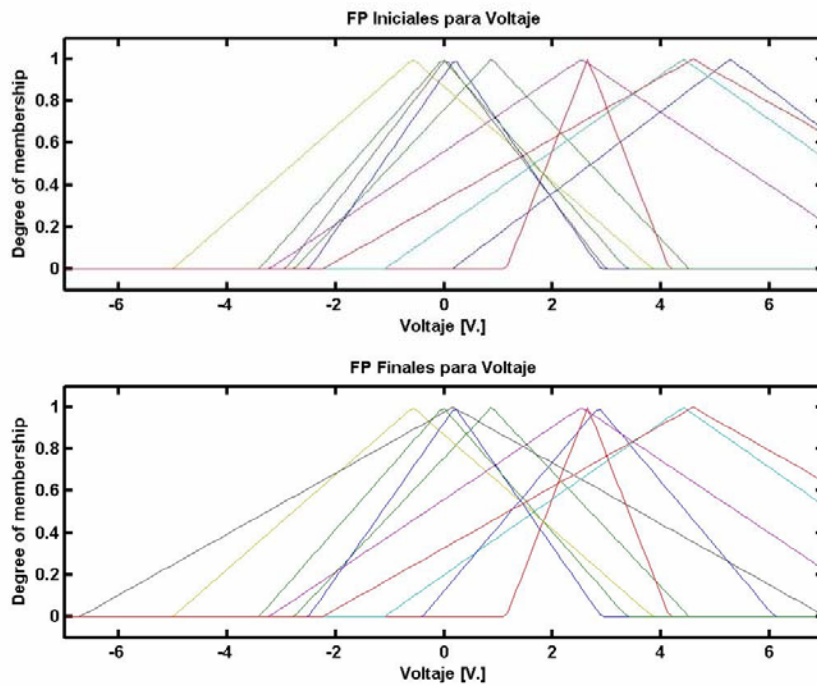 FP Iniciales para Voltaje
Degree of membership
1
0.8
0.6
0.4
0.2
0
-6 -4 -2 0 2 4 6
Voltaje [V.]
FP Finales para Voltaje
Degree of membership
1
0.8
0.6
0.4
0.2
0
-6 -4 -2 0 2 4 6
Voltaje [V.]